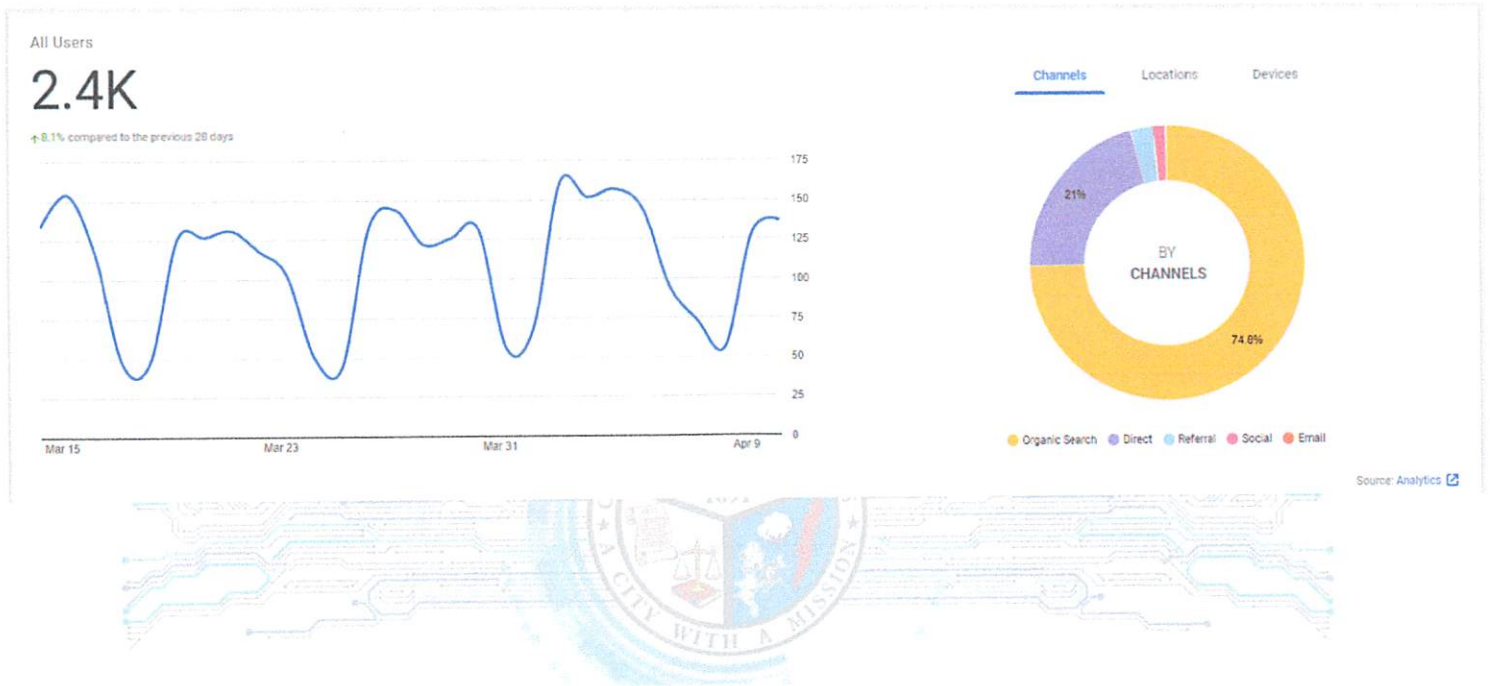 All Users
2.4K
↑8.1% compared to the previous 28 days
175
150
125
100
75
50
25
0
Mar 15 Mar 23 Mar 31 Apr 9
Channels Locations Devices
21%
BY
CHANNELS
74.8%
Organic Search Direct Referral Social Email
Source: Analytics
A CITY WITH A MISSION